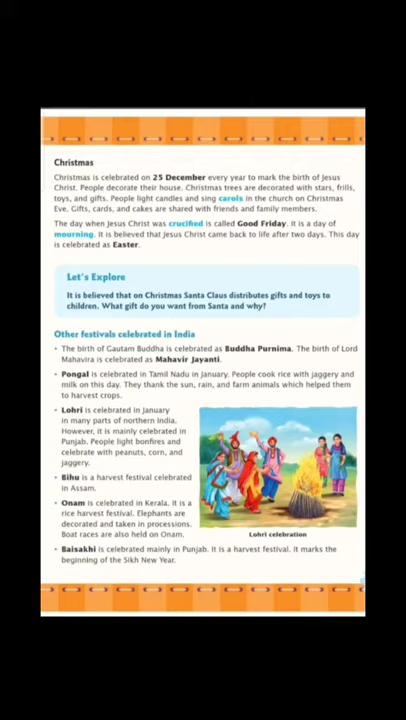 Christmas
Christmas is celebrated on 25 December every year to mark the birth of Jesus
Christ. People decorate their house. Christmas trees are decorated with stars, frills,
toys, and gifts. People light candles and sing carols in the church on Christmas
Eve. Gifts, cards, and cakes are shared with friends and family members.
The day when Jesus Christ was crucified is called Good Friday. It is a day of
mourning. It is believed that Jesus Christ came back to life after two days. This day
is celebrated as Easter.
Let's Explore
It is believed that on Christmas Santa Claus distributes gifts and toys to
children. What gift do you want from Santa and why?
Other festivals celebrated in India
• The birth of Gautam Buddha is celebrated as Buddha Purnima. The birth of Lord
Mahavira is celebrated as Mahavir Jayanti.
• Pongal is celebrated in Tamil Nadu in January. People cook rice with jaggery and
milk on this day. They thank the sun, rain, and farm animals which helped them
to harvest crops.
• Lohri is celebrated in January
in many parts of northern India.
However, it is mainly celebrated in
Punjab. People light bonfires and
celebrate with peanuts, corn, and
jaggery.
• Bihu is a harvest festival celebrated
in Assam.
• Onam is celebrated in Kerala. It is a
rice harvest festival. Elephants are
decorated and taken in processions.
Boat races are also held on Onam.
Lohri celebration
• Baisakhi is celebrated mainly in Punjab. It is a harvest festival. It marks the
beginning of the Sikh New Year.